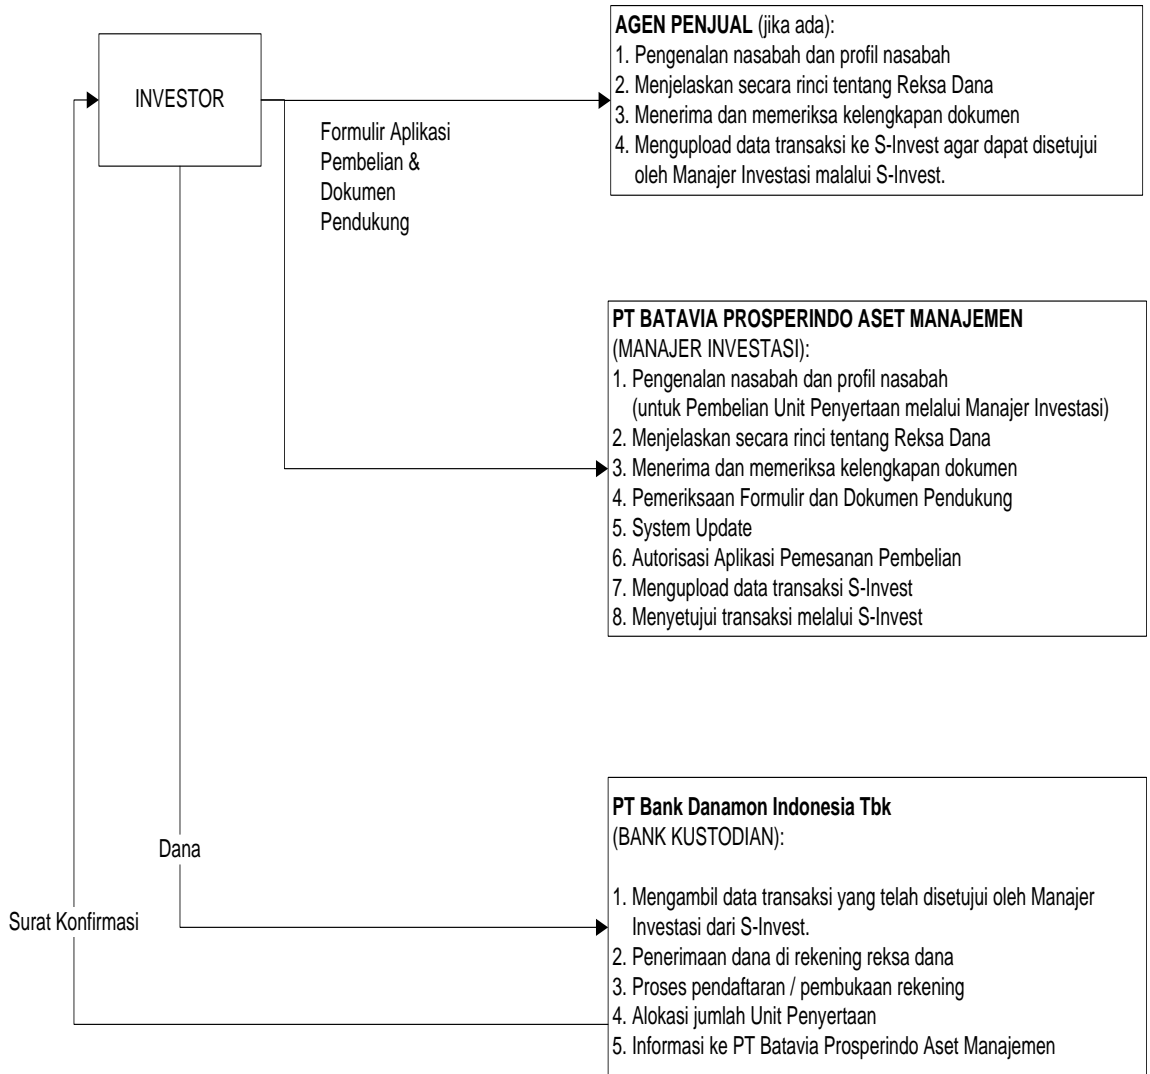 INVESTOR
Formulir Aplikasi
Pembelian &
Dokumen
Pendukung
AGEN PENJUAL (jika ada):
1. Pengenalan nasabah dan profil nasabah
2. Menjelaskan secara rinci tentang Reksa Dana
3. Menerima dan memeriksa kelengkapan dokumen
4. Mengupload data transaksi ke S-Invest agar dapat disetujui
oleh Manajer Investasi malalui S-Invest.
PT BATAVIA PROSPERINDO ASET MANAJEMEN
(MANAJER INVESTASI):
1. Pengenalan nasabah dan profil nasabah
(untuk Pembelian Unit Penyertaan melalui Manajer Investasi)
2. Menjelaskan secara rinci tentang Reksa Dana
3. Menerima dan memeriksa kelengkapan dokumen
4. Pemeriksaan Formulir dan Dokumen Pendukung
5. System Update
6. Autorisasi Aplikasi Pemesanan Pembelian
7. Mengupload data transaksi S-Invest
8. Menyetujui transaksi melalui S-Invest
Dana
Surat Konfirmasi
PT Bank Danamon Indonesia Tbk
(BANK KUSTODIAN):
1. Mengambil data transaksi yang telah disetujui oleh Manajer
Investasi dari S-Invest.
2. Penerimaan dana di rekening reksa dana
3. Proses pendaftaran / pembukaan rekening
4. Alokasi jumlah Unit Penyertaan
5. Informasi ke PT Batavia Prosperindo Aset Manajemen